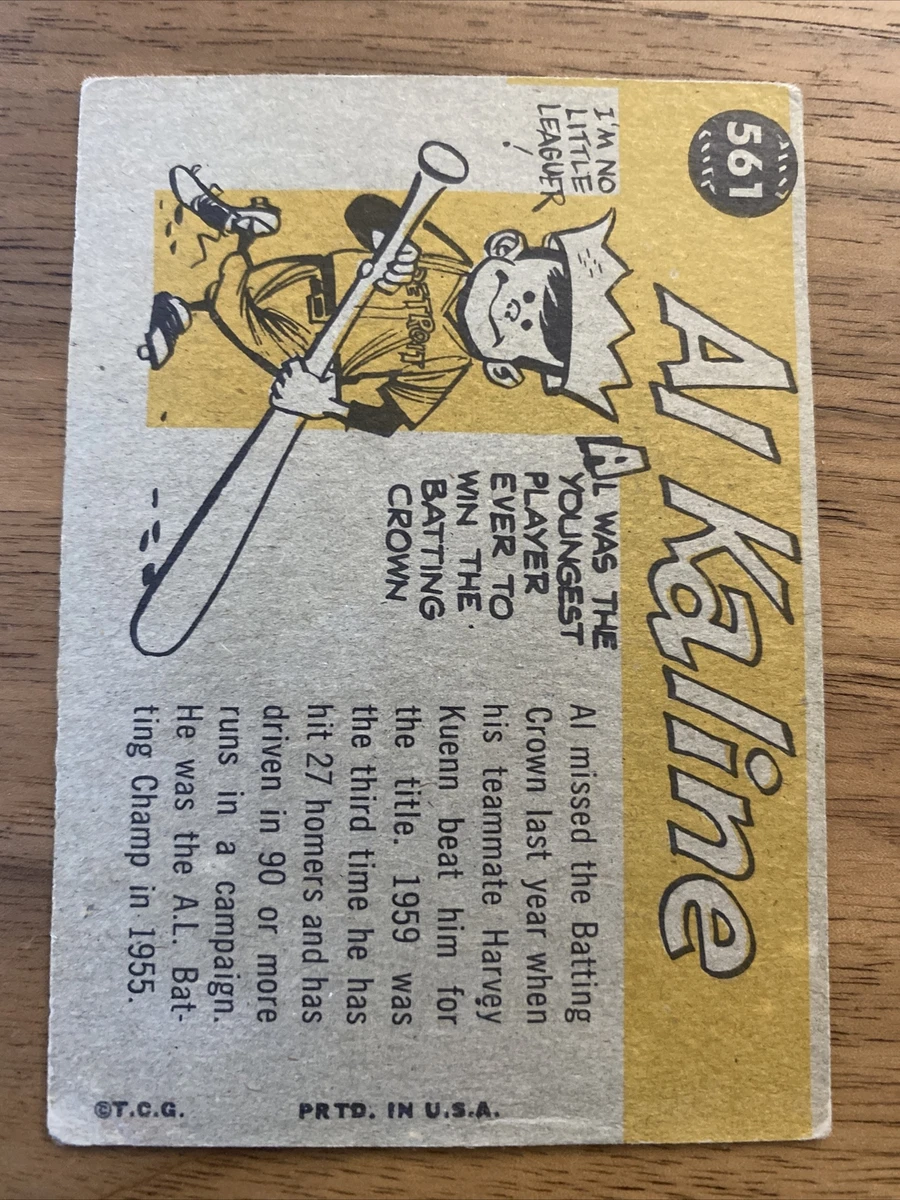 561
Al Kaline
I'M NO
LITTLE
LEAGUER
!
DETROIT
AL WAS THE
YOUNGEST
PLAYER
EVER TO
WIN THE
BATTING
CROWN
Al missed the Batting
Crown last year when
his teammate Harvey
Kuenn beat him for
the title. 1959 was
the third time he has
hit 27 homers and has
driven in 90 or more
runs in a campaign.
He was the A.L. Bat-
ting Champ in 1955.
©T.C.G.
PRTD. IN U.S.A.